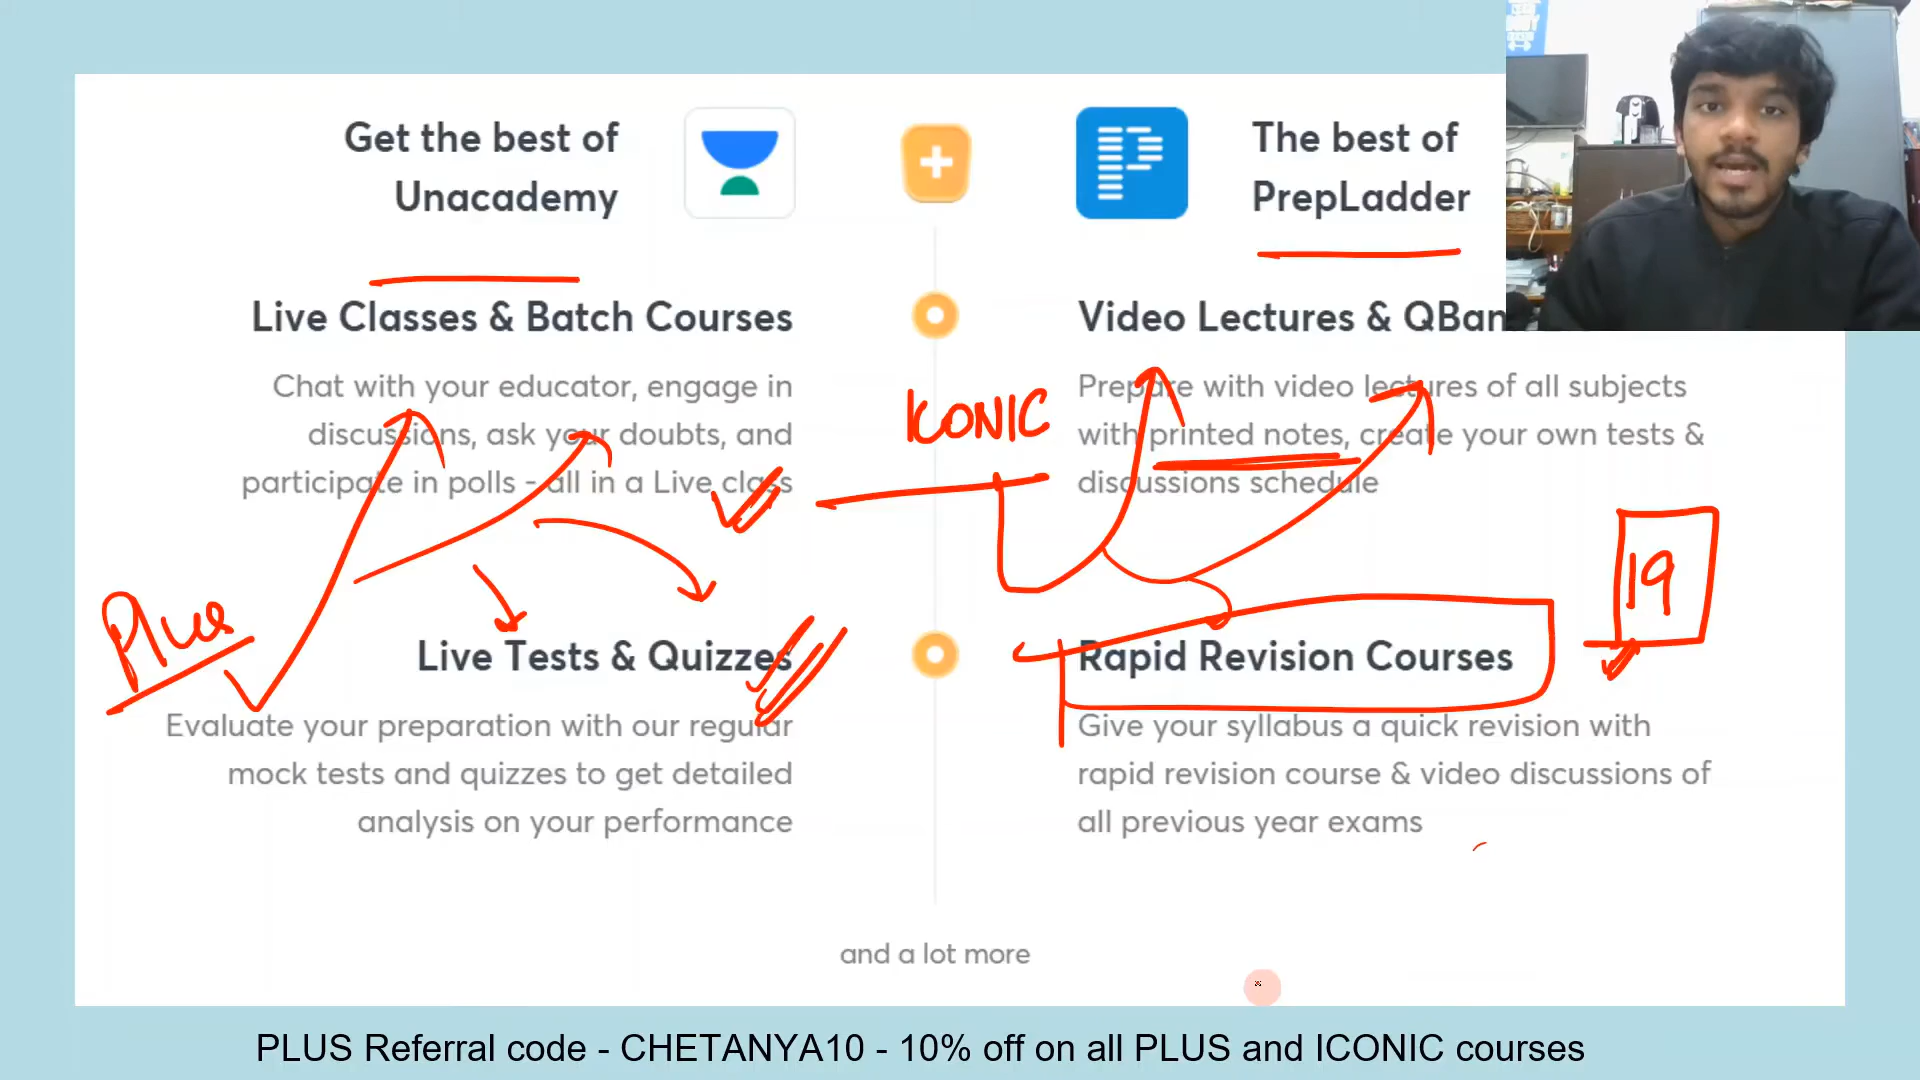 Get the best of
Unacademy
The best of
PrepLadder
Live Classes & Batch Courses
Chat with your educator, engage in
discussions, ask your doubts, and
participate in polls - all in a Live class
ICONIC
Video Lectures & QBan
Prepare with video lectures of all subjects
with printed notes, create your own tests &
discussions schedule
Plus
19
Live Tests & Quizzes
Evaluate your preparation with our regular
mock tests and quizzes to get detailed
analysis on your performance
Rapid Revision Courses
Give your syllabus a quick revision with
rapid revision course & video discussions of
all previous year exams
and a lot more
PLUS Referral code - CHETANYA10 - 10% off on all PLUS and ICONIC courses